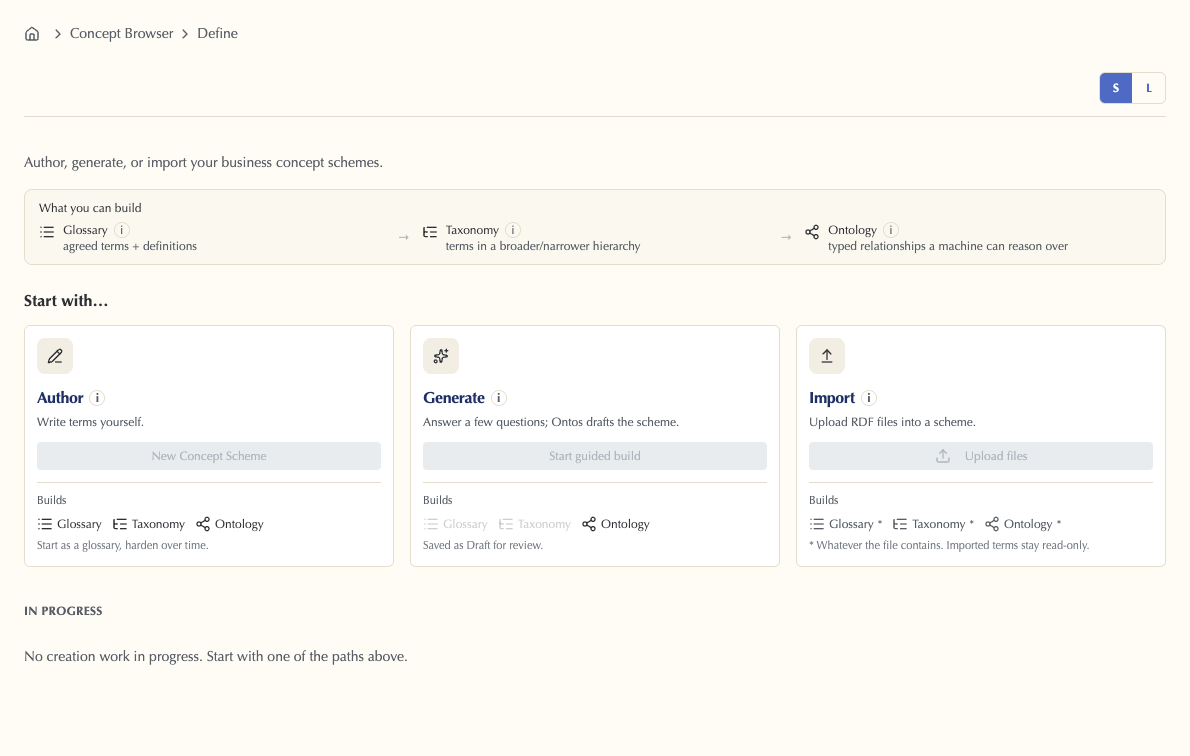 Concept Browser Define
S L
Author, generate, or import your business concept schemes.
What you can build
Glossary i
agreed terms + definitions
→
Taxonomy i
terms in a broader/narrower hierarchy
→
Ontology i
typed relationships a machine can reason over
Start with…
Author i
Write terms yourself.
New Concept Scheme
Builds
Glossary Taxonomy Ontology
Start as a glossary, harden over time.
Generate i
Answer a few questions; Ontos drafts the scheme.
Start guided build
Builds
Glossary Taxonomy Ontology
Saved as Draft for review.
Import i
Upload RDF files into a scheme.
Upload files
Builds
Glossary * Taxonomy * Ontology *
* Whatever the file contains. Imported terms stay read-only.
IN PROGRESS
No creation work in progress. Start with one of the paths above.